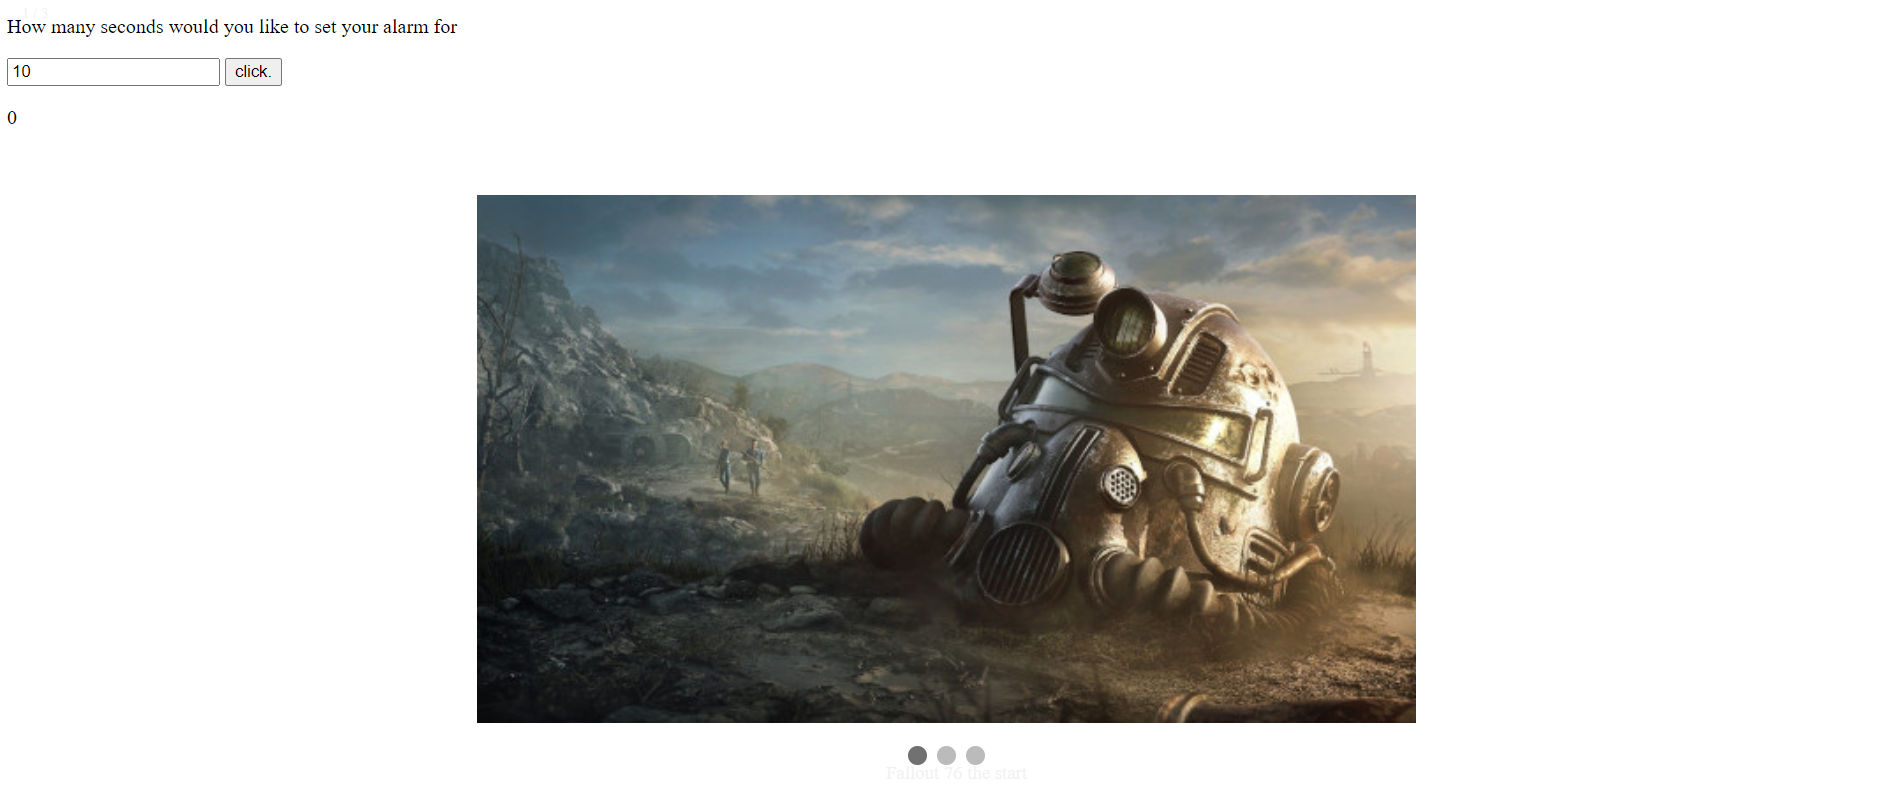 1 / 3
How many seconds would you like to set your alarm for
10 click.
0
Fallout 76 the start